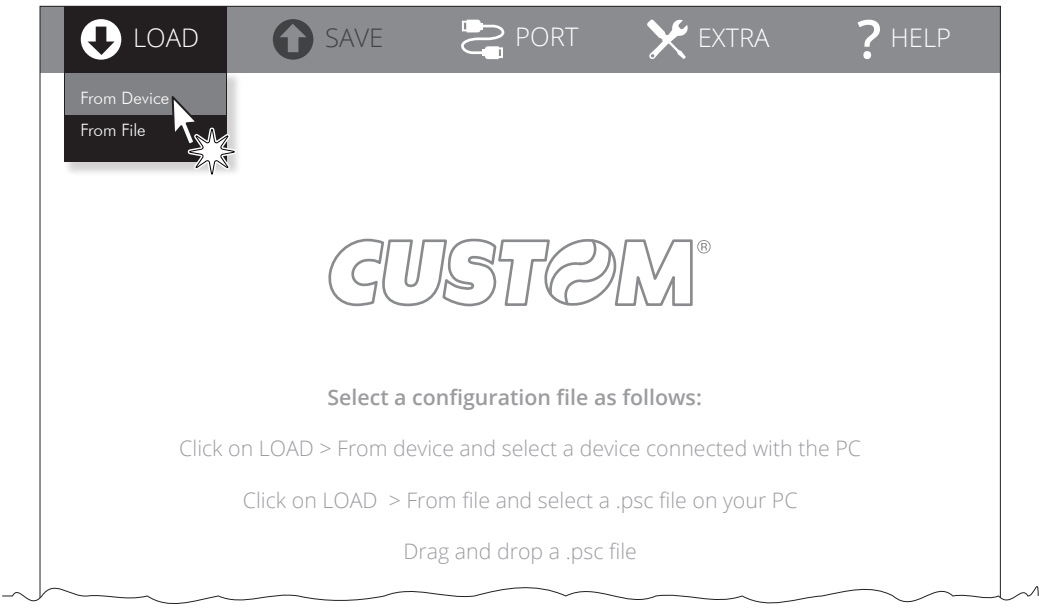 LOAD SAVE PORT EXTRA ? HELP
From Device
From File
CUSTOM®
Select a configuration file as follows:
Click on LOAD > From device and select a device connected with the PC
Click on LOAD > From file and select a .psc file on your PC
Drag and drop a .psc file